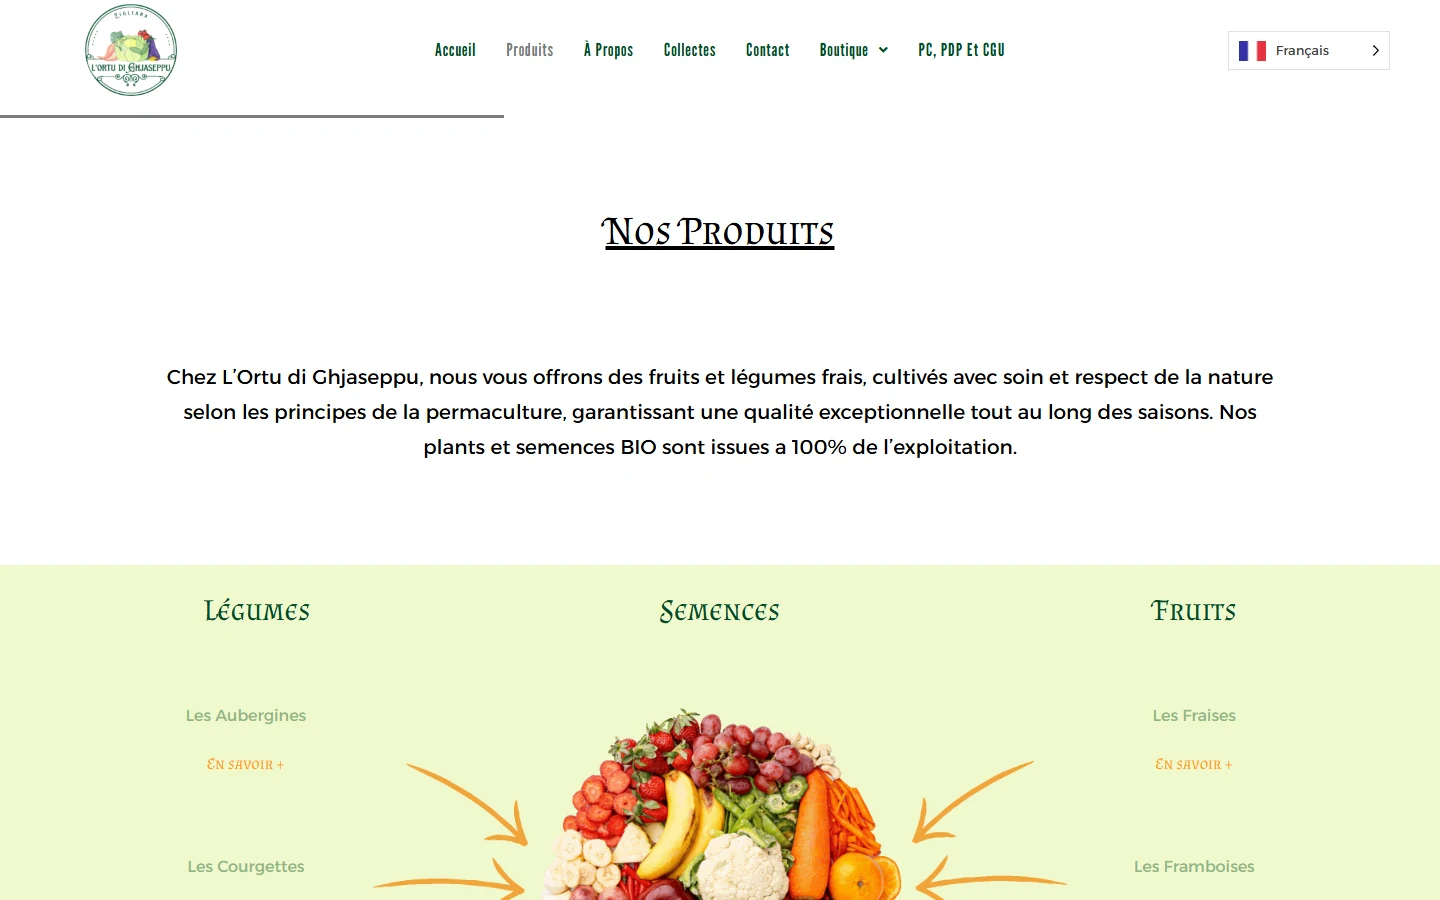 ZIGLIARA
L'ORTU DI GHJASEPPU
Accueil
Produits
À Propos
Collectes
Contact
Boutique
PC, PDP Et CGU
Français
Nos Produits
Chez L’Ortu di Ghjaseppu, nous vous offrons des fruits et légumes frais, cultivés avec soin et respect de la nature
selon les principes de la permaculture, garantissant une qualité exceptionnelle tout au long des saisons. Nos
plants et semences BIO sont issues a 100% de l’exploitation.
Légumes
Semences
Fruits
Les Aubergines
Les Fraises
En savoir +
En savoir +
Les Courgettes
Les Framboises